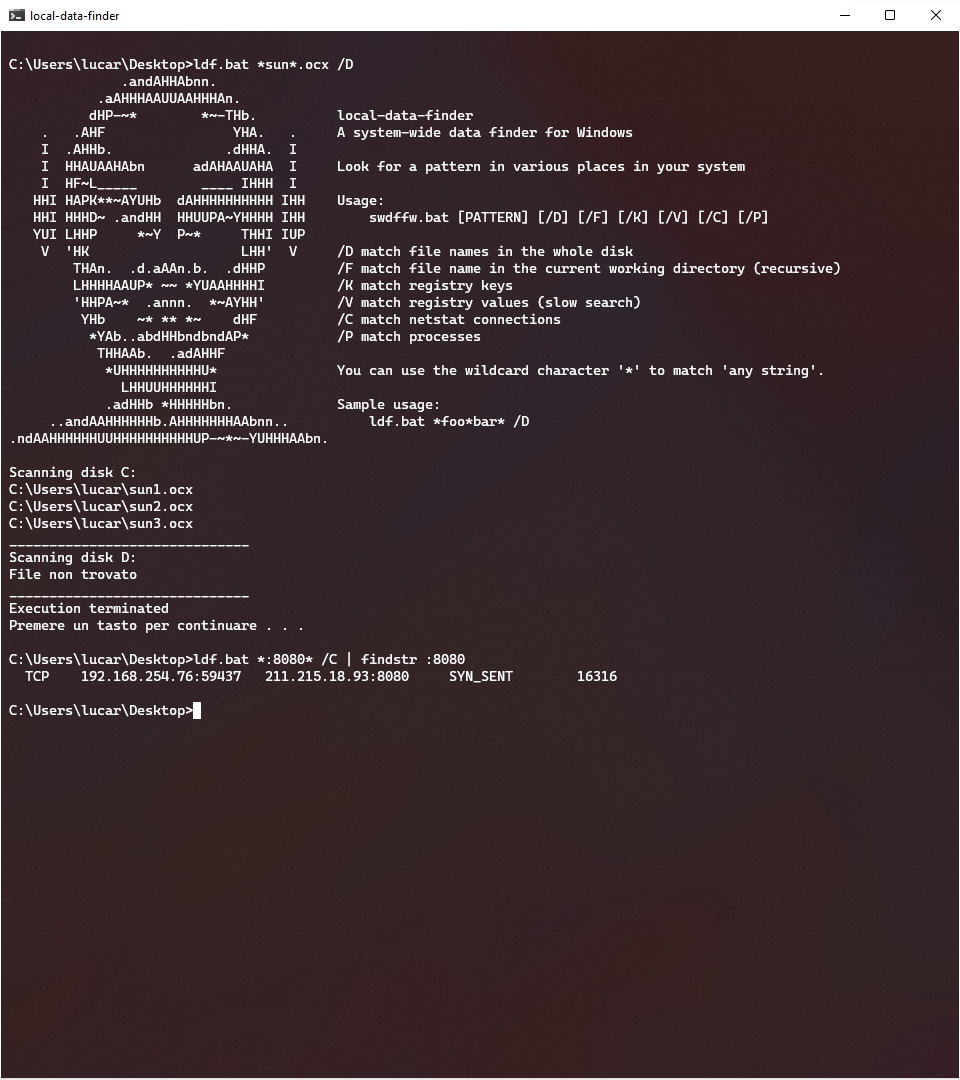 local-data-finder
C:\Users\lucar\Desktop>ldf.bat *sun*.ocx /D
              .andAHHAbnn.
           .aAHHHAAUUAAHHHAn.
          dHP-~*        *~-THb.          local-data-finder
    .   .AHF                YHA.   .     A system-wide data finder for Windows
    I  .AHHb.              .dHHA.  I
    I  HHAUAAHAbn      adAHAAUAHA  I     Look for a pattern in various places in your system
    I  HF~L_____        ____ IHHH  I
   HHI HAPK**~AYUHb  dAHHHHHHHHHH IHH    Usage:
   HHI HHHD~ .andHH  HHUUPA~YHHHH IHH        swdffw.bat [PATTERN] [/D] [/F] [/K] [/V] [/C] [/P]
   YUI LHHP     *~Y  P~*     THHI IUP
    V  'HK                   LHH'  V     /D match file names in the whole disk
        THAn.  .d.aAAn.b.  .dHHP         /F match file name in the current working directory (recursive)
        LHHHHAAUP* ~~ *YUAAHHHHI         /K match registry keys
        'HHPA~*  .annn.  *~AYHH'         /V match registry values (slow search)
         YHb    ~* ** *~    dHF          /C match netstat connections
          *YAb..abdHHbndbndAP*           /P match processes
           THHAAb.  .adAHHF
            *UHHHHHHHHHHU*               You can use the wildcard character '*' to match 'any string'.
              LHHUUHHHHHHI
            .adHHb *HHHHHbn.             Sample usage:
     ..andAAHHHHHHb.AHHHHHHHAAbnn..          ldf.bat *foo*bar* /D
.ndAAHHHHHHUUHHHHHHHHHHUP-~*~-YUHHHAAbn.
Scanning disk C:
C:\Users\lucar\sun1.ocx
C:\Users\lucar\sun2.ocx
C:\Users\lucar\sun3.ocx
______________________________
Scanning disk D:
File non trovato
______________________________
Execution terminated
Premere un tasto per continuare . . .
C:\Users\lucar\Desktop>ldf.bat *:8080* /C | findstr :8080
  TCP    192.168.254.76:59437   211.215.18.93:8080     SYN_SENT        16316
C:\Users\lucar\Desktop>